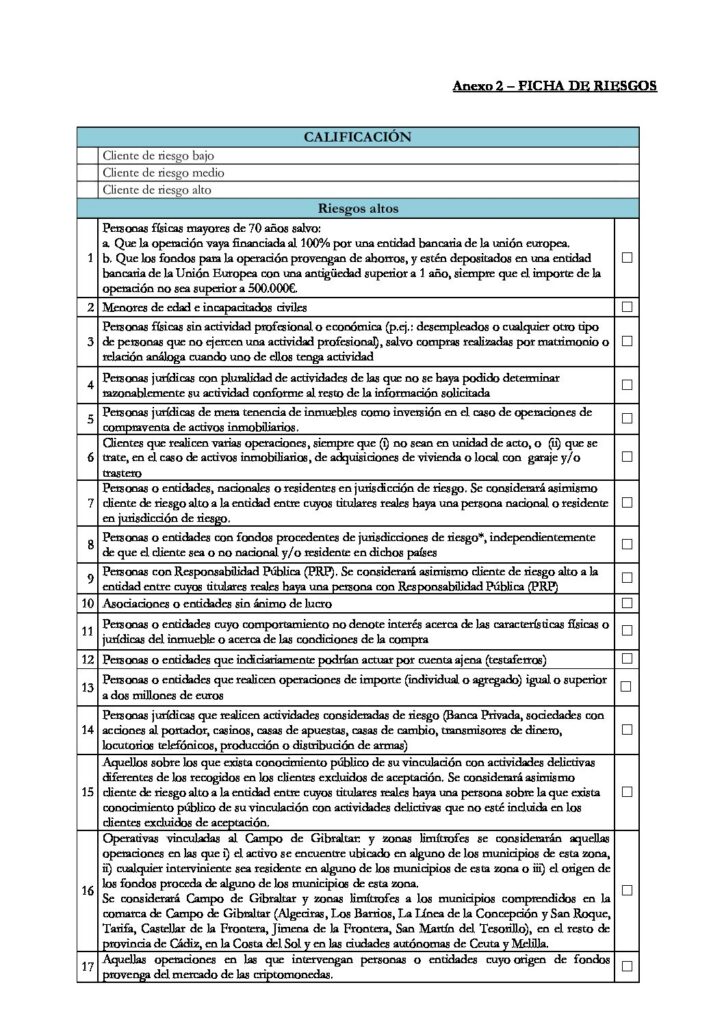 Anexo 2 – FICHA DE RIESGOS
CALIFICACIÓN
Cliente de riesgo bajo
Cliente de riesgo medio
Cliente de riesgo alto
Riesgos altos
Personas físicas mayores de 70 años salvo:
a. Que la operación vaya financiada al 100% por una entidad bancaria de la unión europea.
b. Que los fondos para la operación provengan de ahorros, y estén depositados en una entidad
1 bancaria de la Unión Europea con una antigüedad superior a 1 año, siempre que el importe de la
operación no sea superior a 500.000€.
2 Menores de edad e incapacitados civiles
Personas físicas sin actividad profesional o económica (p.ej.: desempleados o cualquier otro tipo
3 de personas que no ejercen una actividad profesional), salvo compras realizadas por matrimonio o
relación análoga cuando uno de ellos tenga actividad
4 Personas jurídicas con pluralidad de actividades de las que no se haya podido determinar
razonablemente su actividad conforme al resto de la información solicitada
5 Personas jurídicas de mera tenencia de inmuebles como inversión en el caso de operaciones de
compraventa de activos inmobiliarios.
Clientes que realicen varias operaciones, siempre que (i) no sean en unidad de acto, o (ii) que se
6 trate, en el caso de activos inmobiliarios, de adquisiciones de vivienda o local con garaje y/o
trastero
Personas o entidades, nacionales o residentes en jurisdicción de riesgo. Se considerará asimismo
7 cliente de riesgo alto a la entidad entre cuyos titulares reales haya una persona nacional o residente
en jurisdicción de riesgo.
8 Personas o entidades con fondos procedentes de jurisdicciones de riesgo*, independientemente
de que el cliente sea o no nacional y/o residente en dichos países
9 Personas con Responsabilidad Pública (PRP). Se considerará asimismo cliente de riesgo alto a la
entidad entre cuyos titulares reales haya una persona con Responsabilidad Pública (PRP)
10 Asociaciones o entidades sin ánimo de lucro
11 Personas o entidades cuyo comportamiento no denote interés acerca de las características físicas o
jurídicas del inmueble o acerca de las condiciones de la compra
12 Personas o entidades que indiciariamente podrían actuar por cuenta ajena (testaferros)
13 Personas o entidades que realicen operaciones de importe (individual o agregado) igual o superior
a dos millones de euros
Personas jurídicas que realicen actividades consideradas de riesgo (Banca Privada, sociedades con
14 acciones al portador, casinos, casas de apuestas, casas de cambio, transmisores de dinero,
locutorios telefónicos, producción o distribución de armas)
Aquellos sobre los que exista conocimiento público de su vinculación con actividades delictivas
diferentes de los recogidos en los clientes excluidos de aceptación. Se considerará asimismo
15 cliente de riesgo alto a la entidad entre cuyos titulares reales haya una persona sobre la que exista
conocimiento público de su vinculación con actividades delictivas que no esté incluida en los
clientes excluidos de aceptación.
Operativas vinculadas al Campo de Gibraltar: y zonas limítrofes se considerarán aquellas
operaciones en las que i) el activo se encuentre ubicado en alguno de los municipios de esta zona,
ii) cualquier interviniente sea residente en alguno de los municipios de esta zona o iii) el origen de
16 los fondos proceda de alguno de los municipios de esta zona.
Se considerará Campo de Gibraltar y zonas limítrofes a los municipios comprendidos en la
comarca de Campo de Gibraltar (Algeciras, Los Barrios, La Línea de la Concepción y San Roque,
Tarifa, Castellar de la Frontera, Jimena de la Frontera, San Martín del Tesorillo), en el resto de
provincia de Cádiz, en la Costa del Sol y en las ciudades autónomas de Ceuta y Melilla.
17 Aquellas operaciones en las que intervengan personas o entidades cuyo origen de fondos
provenga del mercado de las criptomonedas.